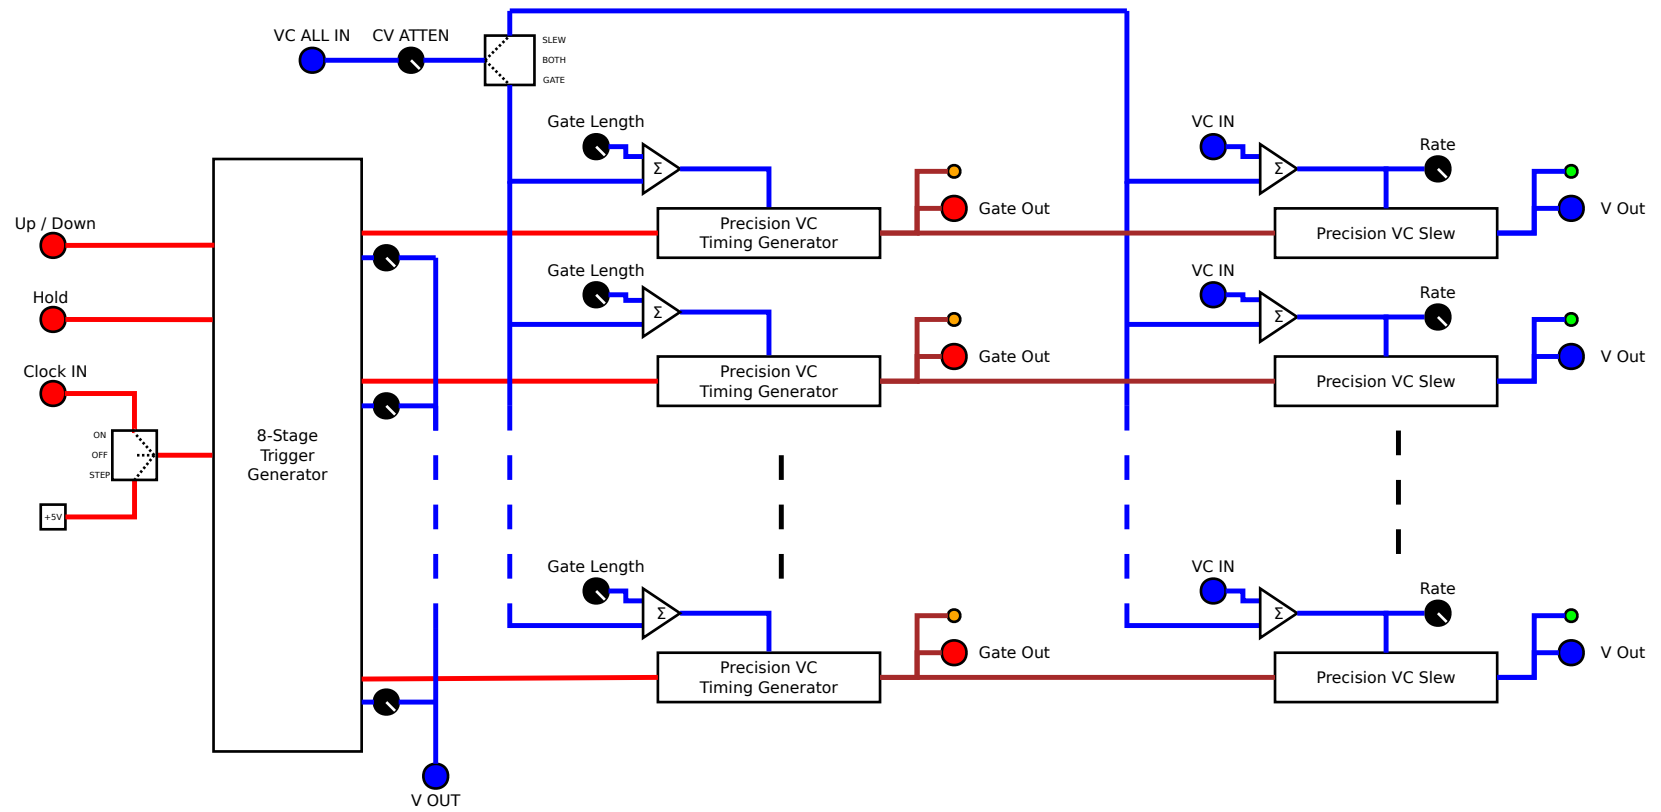 VC ALL IN
CV ATTEN
SLEW
BOTH
GATE
Gate Length
Σ
VC IN
Σ
Rate
Precision VC
Timing Generator
Gate Out
Precision VC Slew
V Out
Up / Down
Hold
Clock IN
ON
OFF
STEP
+5V
8-Stage
Trigger
Generator
Gate Length
Σ
VC IN
Σ
Rate
Precision VC
Timing Generator
Gate Out
Precision VC Slew
V Out
Gate Length
Σ
VC IN
Σ
Rate
Precision VC
Timing Generator
Gate Out
Precision VC Slew
V Out
V OUT